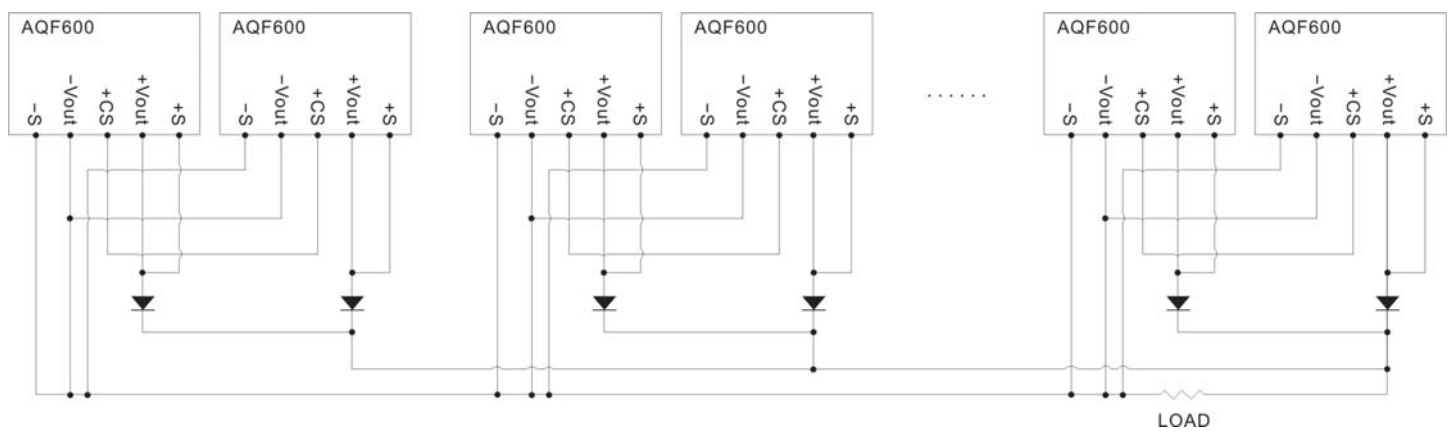 AQF600 AQF600 AQF600 AQF600 AQF600 AQF600
−S −Vout +CS +Vout +S −S −Vout +CS +Vout +S −S −Vout +CS +Vout +S −S −Vout +CS +Vout +S −S −Vout +CS +Vout +S −S −Vout +CS +Vout +S
......
LOAD